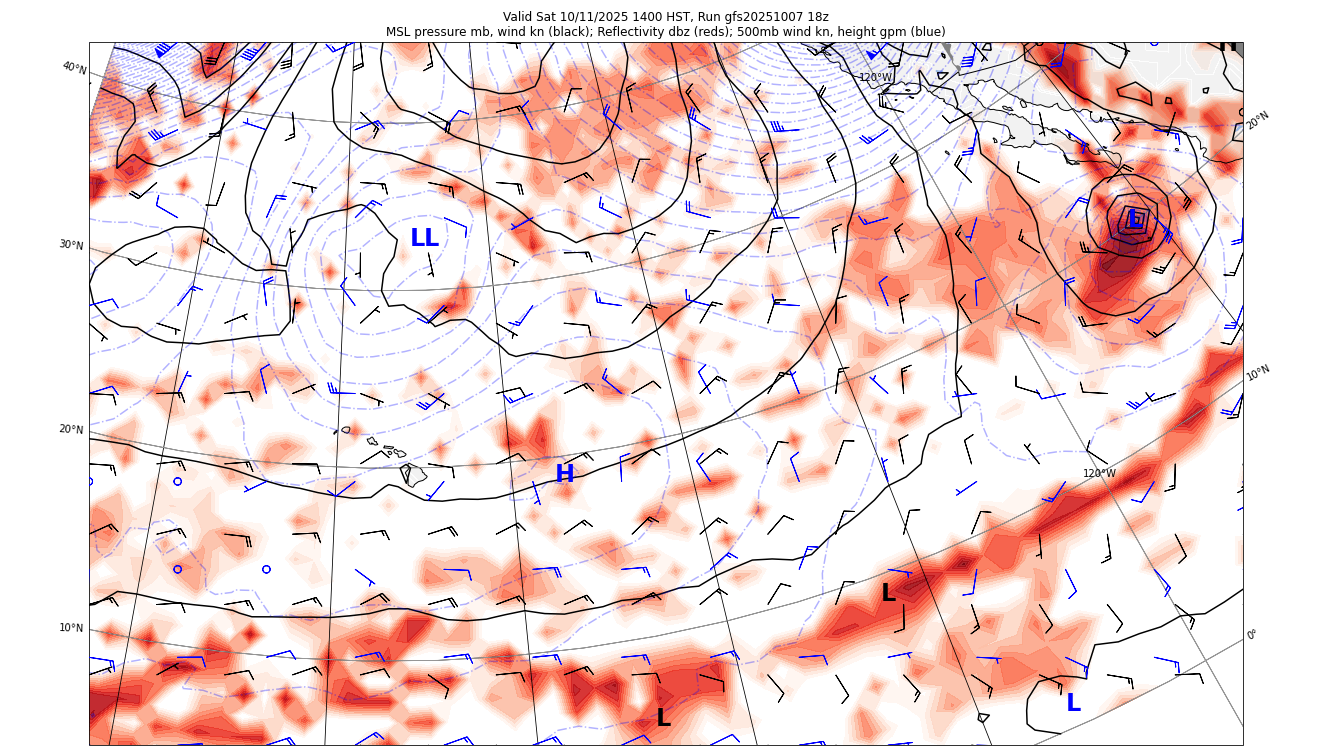 Valid Sat 10/11/2025 1400 HST, Run gfs20251007 18z
MSL pressure mb, wind kn (black); Reflectivity dbz (reds); 500mb wind kn, height gpm (blue)
H
40°N
120°W
20°N
L
30°N
LL
10°N
20°N
H
120°W
L
10°N
0°
L
L